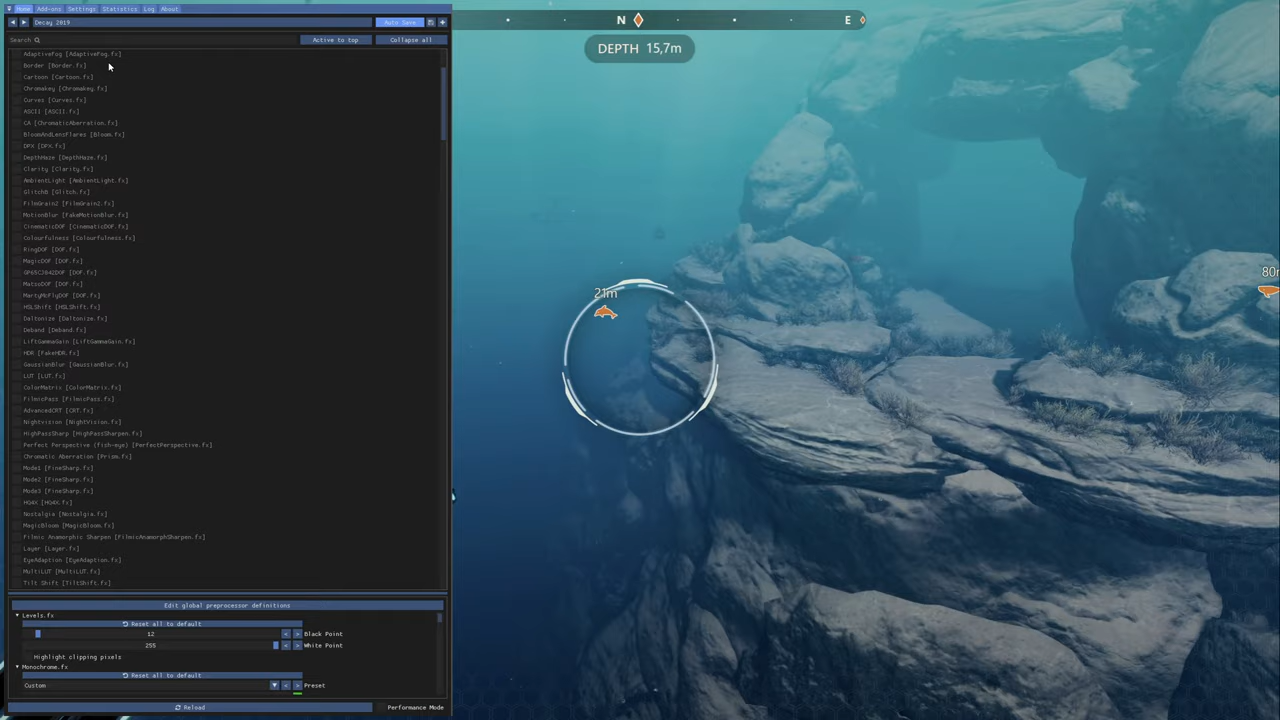 Home Add-ons Settings Statistics Log About
Decay 2019 Auto Save
Search Active to top Collapse all
AdaptiveFog [AdaptiveFog.fx]
Border [Border.fx]
Cartoon [Cartoon.fx]
Chromakey [Chromakey.fx]
Curves [Curves.fx]
ASCII [ASCII.fx]
CA [ChromaticAberration.fx]
BloomAndLensFlares [Bloom.fx]
DPX [DPX.fx]
DepthHaze [DepthHaze.fx]
Clarity [Clarity.fx]
AmbientLight [AmbientLight.fx]
GlitchB [Glitch.fx]
FilmGrain2 [FilmGrain2.fx]
MotionBlur [FakeMotionBlur.fx]
CinematicDOF [CinematicDOF.fx]
Colourfulness [Colourfulness.fx]
RingDOF [DOF.fx]
MagicDOF [DOF.fx]
GP65CJ042DOF [DOF.fx]
MatsoDOF [DOF.fx]
MartyMcFlyDOF [DOF.fx]
HSLShift [HSLShift.fx]
Daltonize [Daltonize.fx]
Deband [Deband.fx]
LiftGammaGain [LiftGammaGain.fx]
HDR [FakeHDR.fx]
GaussianBlur [GaussianBlur.fx]
LUT [LUT.fx]
ColorMatrix [ColorMatrix.fx]
FilmicPass [FilmicPass.fx]
AdvancedCRT [CRT.fx]
Nightvision [NightVision.fx]
HighPassSharp [HighPassSharpen.fx]
Perfect Perspective (fish-eye) [PerfectPerspective.fx]
Chromatic Aberration [Prism.fx]
Mode1 [FineSharp.fx]
Mode2 [FineSharp.fx]
Mode3 [FineSharp.fx]
HQ4X [HQ4X.fx]
Nostalgia [Nostalgia.fx]
MagicBloom [MagicBloom.fx]
Filmic Anamorphic Sharpen [FilmicAnamorphSharpen.fx]
Layer [Layer.fx]
EyeAdaption [EyeAdaption.fx]
MultiLUT [MultiLUT.fx]
Tilt Shift [TiltShift.fx]
Edit global preprocessor definitions
Levels.fx
Reset all to default
12 < > Black Point
255 < > White Point
Highlight clipping pixels
Monochrome.fx
Reset all to default
Custom < > Preset
Reload Performance Mode
N E
DEPTH 15,7m
21m
80m